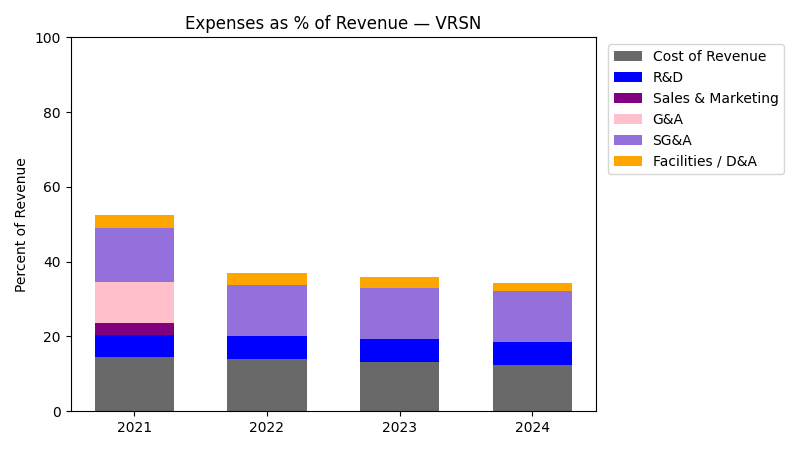 Expenses as % of Revenue — VRSN
Percent of Revenue
100
80
60
40
20
0
2021 2022 2023 2024
Cost of Revenue
R&D
Sales & Marketing
G&A
SG&A
Facilities / D&A